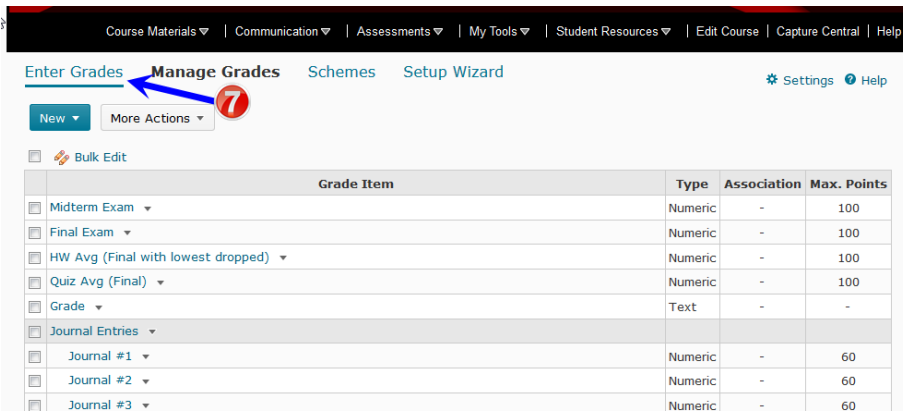 Course Materials | Communication | Assessments | My Tools | Student Resources | Edit Course | Capture Central | Help
Enter Grades Manage Grades Schemes Setup Wizard
Settings Help
7
New More Actions
Bulk Edit
Grade Item Type Association Max. Points
Midterm Exam Numeric - 100
Final Exam Numeric - 100
HW Avg (Final with lowest dropped) Numeric - 100
Quiz Avg (Final) Numeric - 100
Grade Text - -
Journal Entries
Journal #1 Numeric - 60
Journal #2 Numeric - 60
Journal #3 Numeric - 60